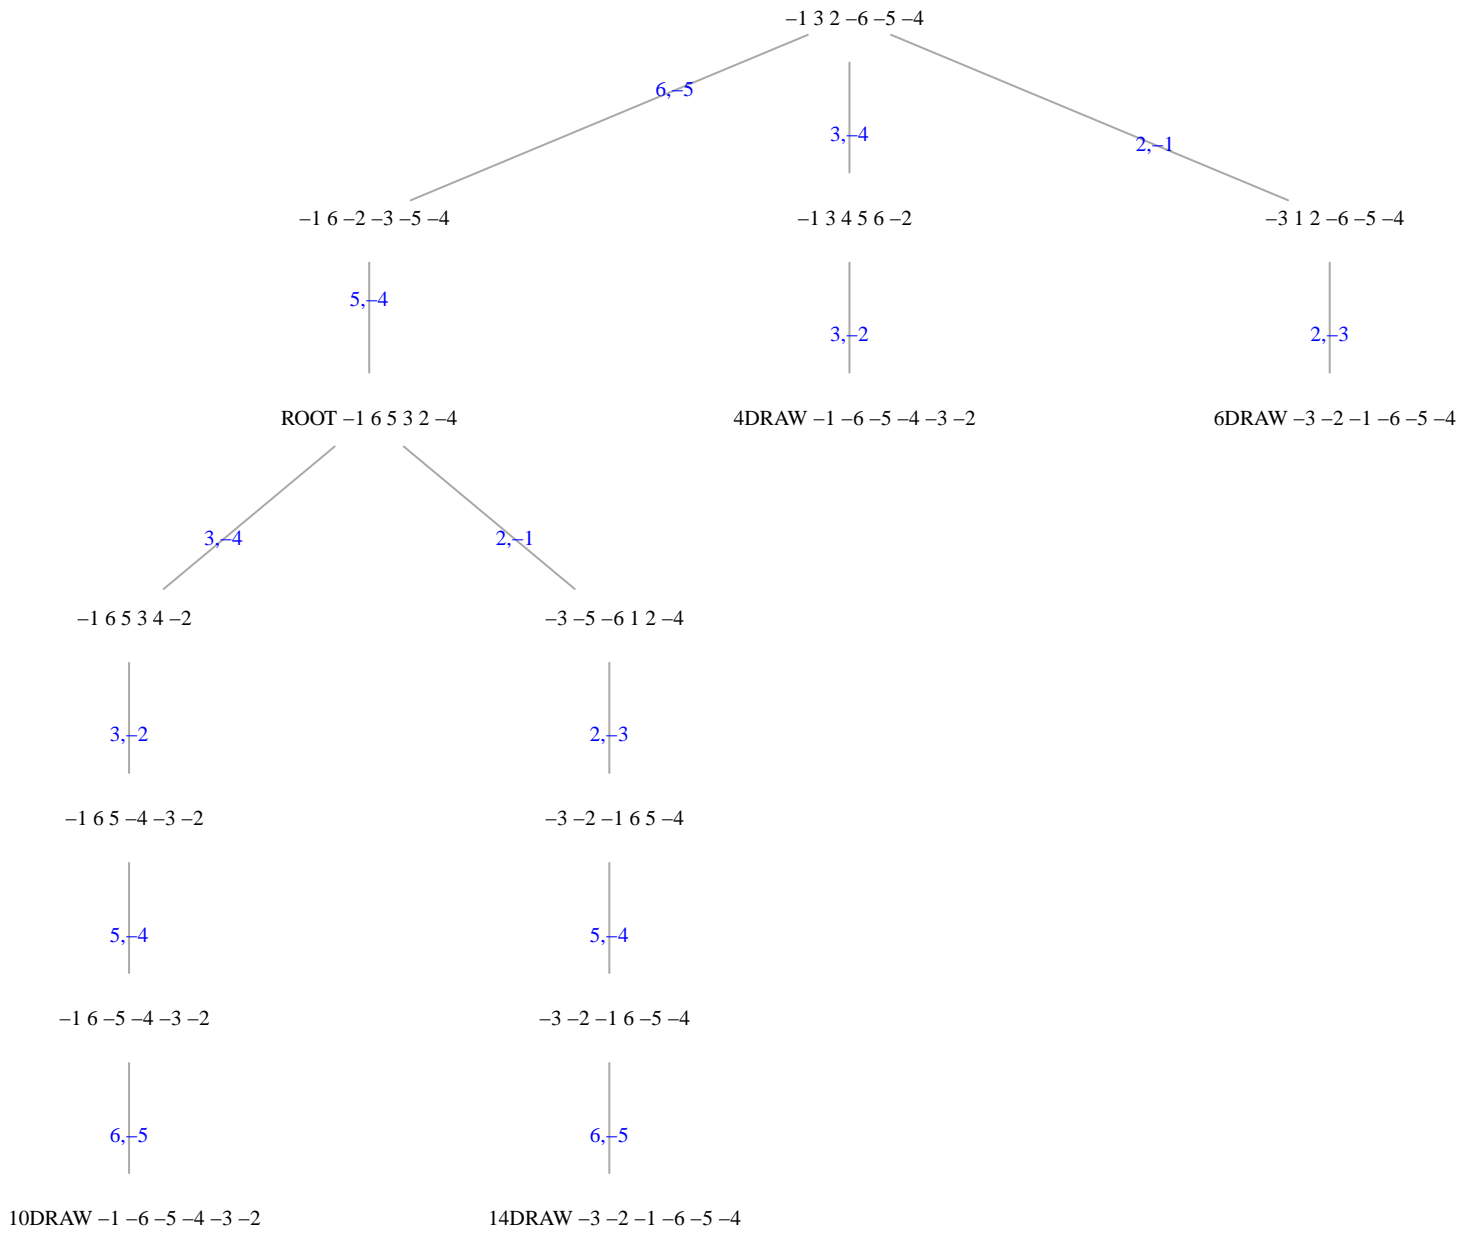 –1 3 2 –6 –5 –4
6,–5
3,–4
2,–1
–1 6 –2 –3 –5 –4
–1 3 4 5 6 –2
–3 1 2 –6 –5 –4
5,–4
3,–2
2,–3
ROOT –1 6 5 3 2 –4
4DRAW –1 –6 –5 –4 –3 –2
6DRAW –3 –2 –1 –6 –5 –4
3,–4
2,–1
–1 6 5 3 4 –2
–3 –5 –6 1 2 –4
3,–2
2,–3
–1 6 5 –4 –3 –2
–3 –2 –1 6 5 –4
5,–4
5,–4
–1 6 –5 –4 –3 –2
–3 –2 –1 6 –5 –4
6,–5
6,–5
10DRAW –1 –6 –5 –4 –3 –2
14DRAW –3 –2 –1 –6 –5 –4